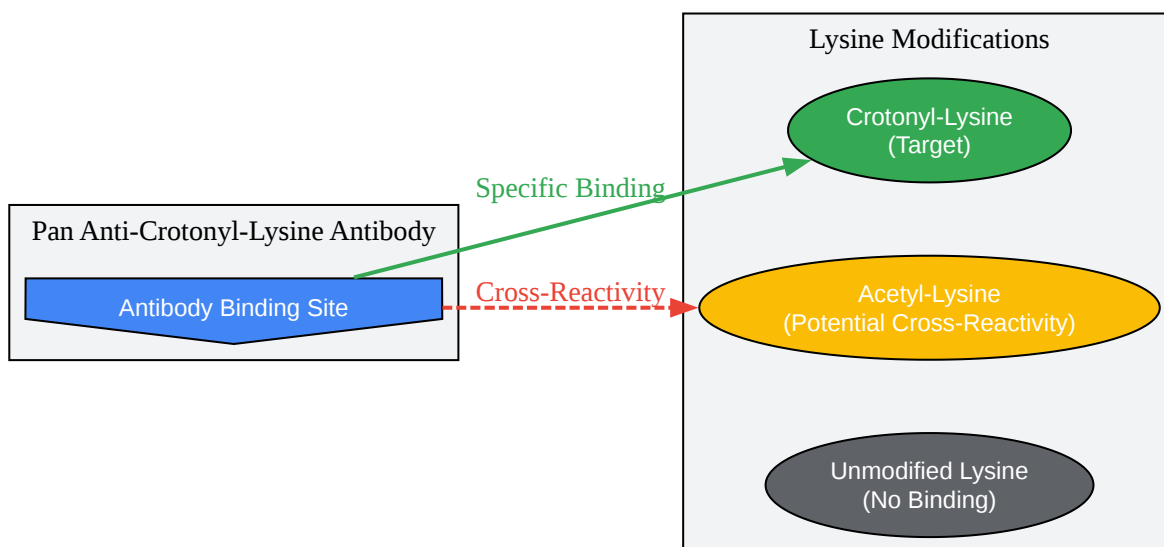 Lysine Modifications
Crotonyl-Lysine
(Target)
Specific Binding
Pan Anti-Crotonyl-Lysine Antibody
Antibody Binding Site
Cross-Reactivity
Acetyl-Lysine
(Potential Cross-Reactivity)
Unmodified Lysine
(No Binding)